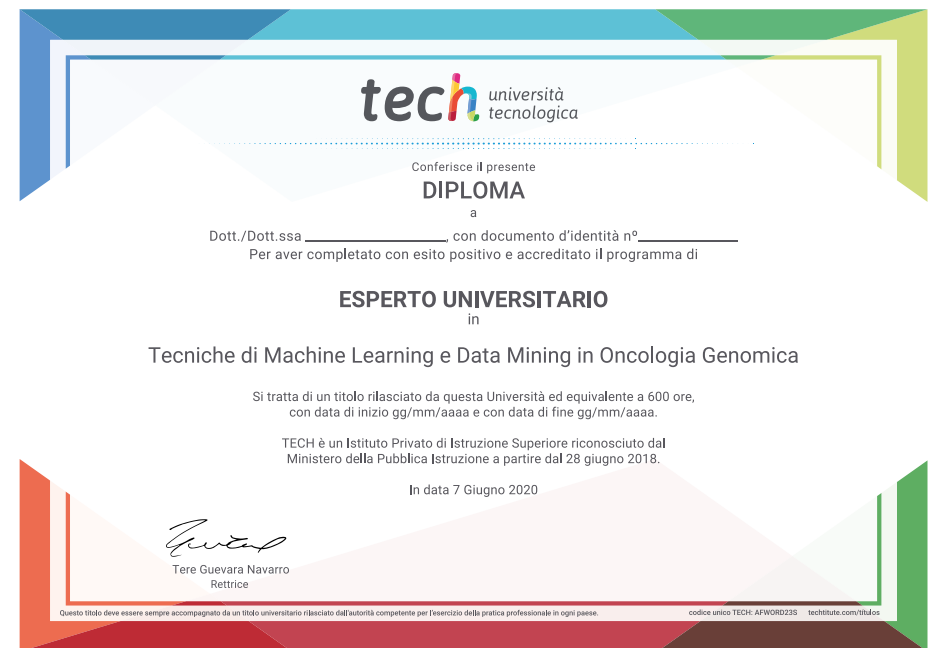 tech università
tecnologica
Conferisce il presente
DIPLOMA
a
Dott./Dott.ssa ________________, con documento d'identità nº____________
Per aver completato con esito positivo e accreditato il programma di
ESPERTO UNIVERSITARIO
in
Tecniche di Machine Learning e Data Mining in Oncologia Genomica
Si tratta di un titolo rilasciato da questa Università ed equivalente a 600 ore,
con data di inizio gg/mm/aaaa e con data di fine gg/mm/aaaa.
TECH è un Istituto Privato di Istruzione Superiore riconosciuto dal
Ministero della Pubblica Istruzione a partire dal 28 giugno 2018.
In data 7 Giugno 2020
Tere Guevara Navarro
Rettrice
Questo titolo deve essere sempre accompagnato da un titolo universitario rilasciato dall'autorità competente per l'esercizio della pratica professionale in ogni paese. codice unico TECH: AFWORD23S techtitute.com/titulos